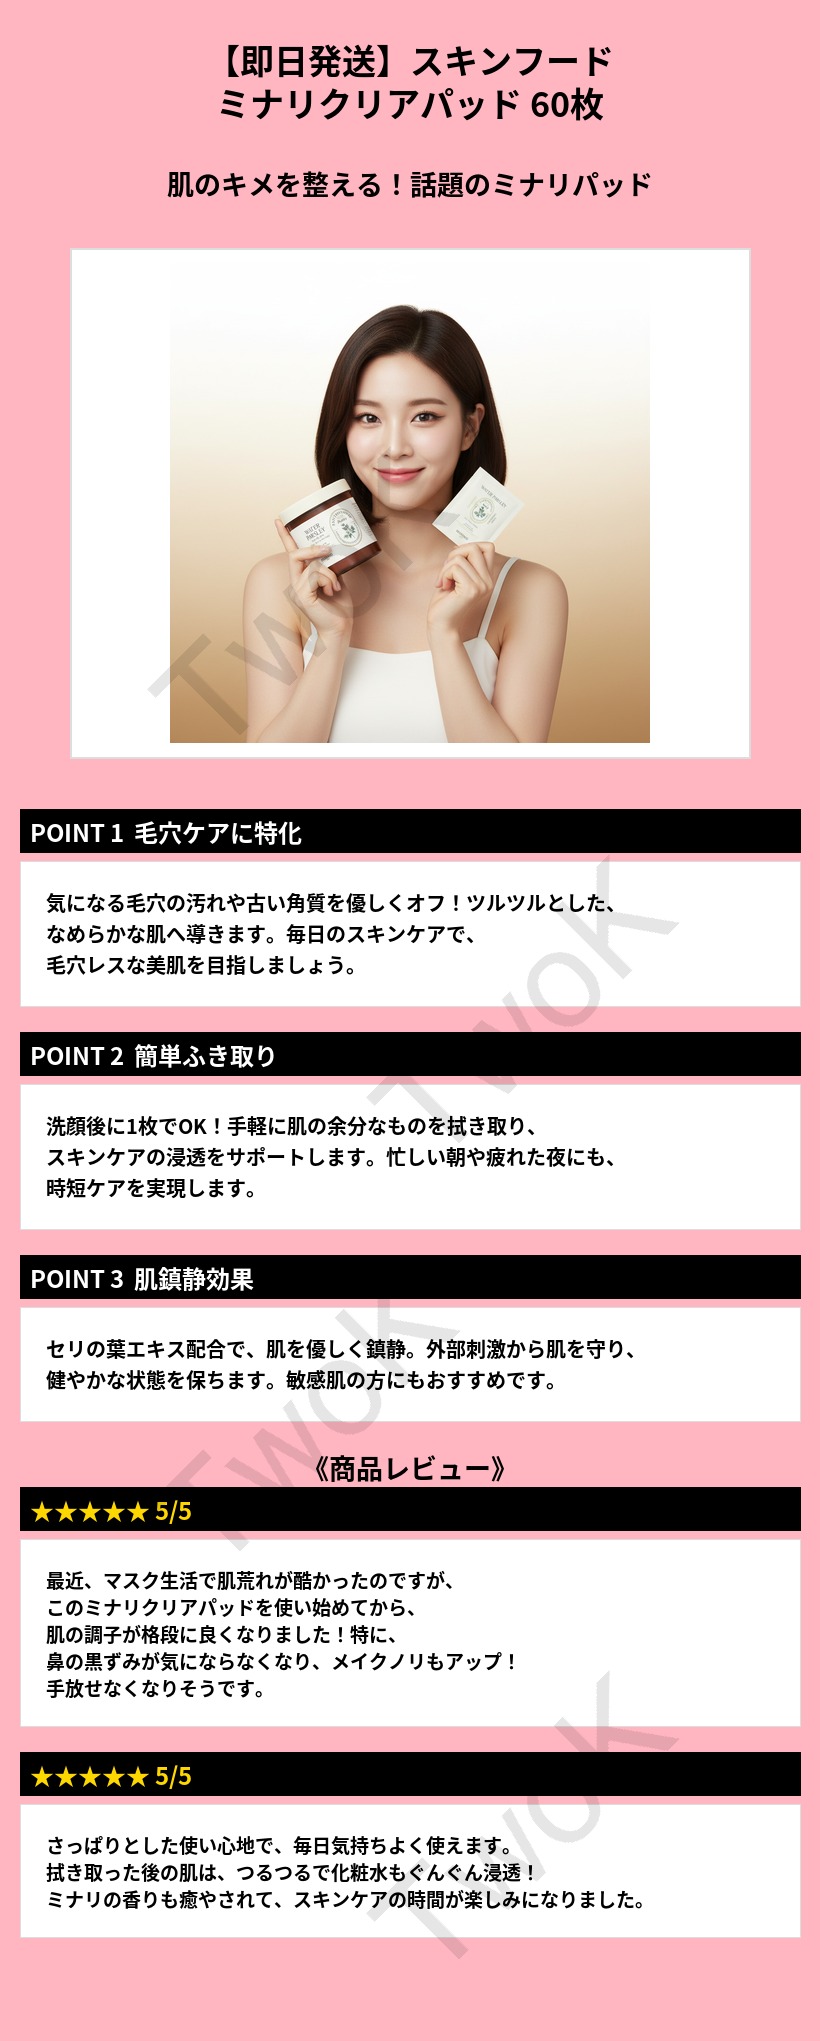 【即日発送】スキンフード
ミナリクリアパッド 60枚
肌のキメを整える！話題のミナリパッド
WATER
PARSLEY
TwoK
POINT 1 毛穴ケアに特化
気になる毛穴の汚れや古い角質を優しくオフ！ツルツルとした、
なめらかな肌へ導きます。毎日のスキンケアで、
毛穴レスな美肌を目指しましょう。
TwoK
POINT 2 簡単ふき取り
洗顔後に1枚でOK！手軽に肌の余分なものを拭き取り、
スキンケアの浸透をサポートします。忙しい朝や疲れた夜にも、
時短ケアを実現します。
POINT 3 肌鎮静効果
セリの葉エキス配合で、肌を優しく鎮静。外部刺激から肌を守り、
健やかな状態を保ちます。敏感肌の方にもおすすめです。
TwoK
《商品レビュー》
★★★★★ 5/5
最近、マスク生活で肌荒れが酷かったのですが、
このミナリクリアパッドを使い始めてから、
肌の調子が格段に良くなりました！特に、
鼻の黒ずみが気にならなくなり、メイクノリもアップ！
手放せなくなりそうです。
★★★★★ 5/5
さっぱりとした使い心地で、毎日気持ちよく使えます。
拭き取った後の肌は、つるつるで化粧水もぐんぐん浸透！
ミナリの香りも癒やされて、スキンケアの時間が楽しみになりました。
TwoK